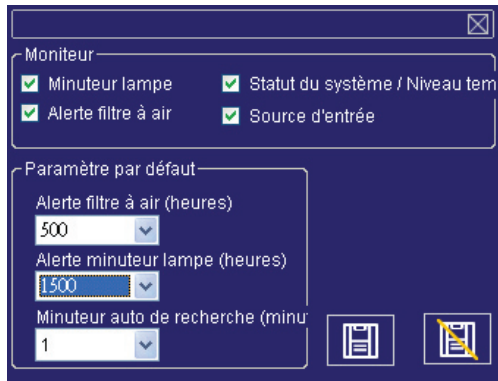 Moniteur
Minuteur lampe
Statut du système / Niveau tem
Alerte filtre à air
Source d'entrée
Paramètre par défaut
Alerte filtre à air (heures)
500
Alerte minuteur lampe (heures)
1500
Minuteur auto de recherche (minu
1